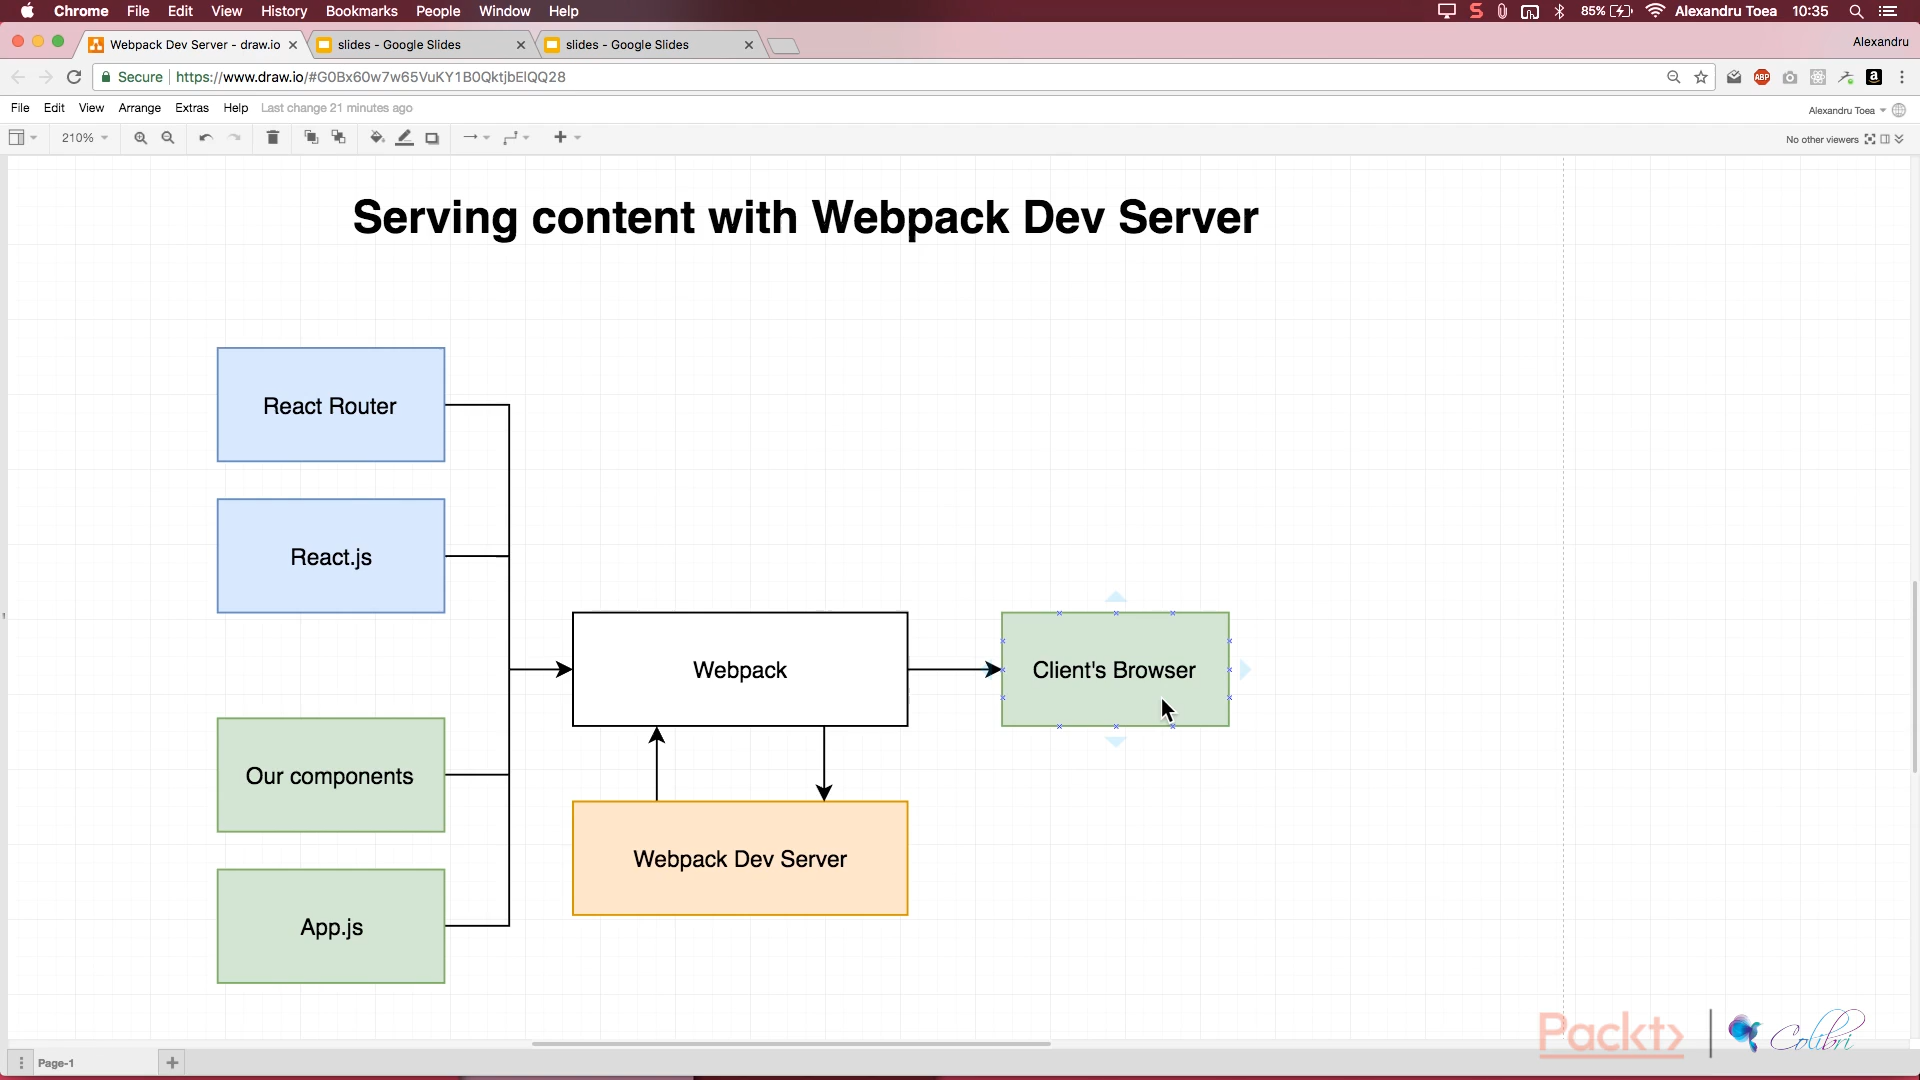 Chrome File Edit View History Bookmarks People Window Help 85% Alexandru Toea 10:35
Webpack Dev Server - draw.io slides - Google Slides slides - Google Slides Alexandru
Secure https://www.draw.io/#G0Bx60w7w65VuKY1B0QktjbElQQ28
ABP
File Edit View Arrange Extras Help Last change 21 minutes ago Alexandru Toea
210% No other viewers
Serving content with Webpack Dev Server
React Router
React.js
Webpack
Client's Browser
Our components
Webpack Dev Server
App.js
Packt
Colibri
Page-1